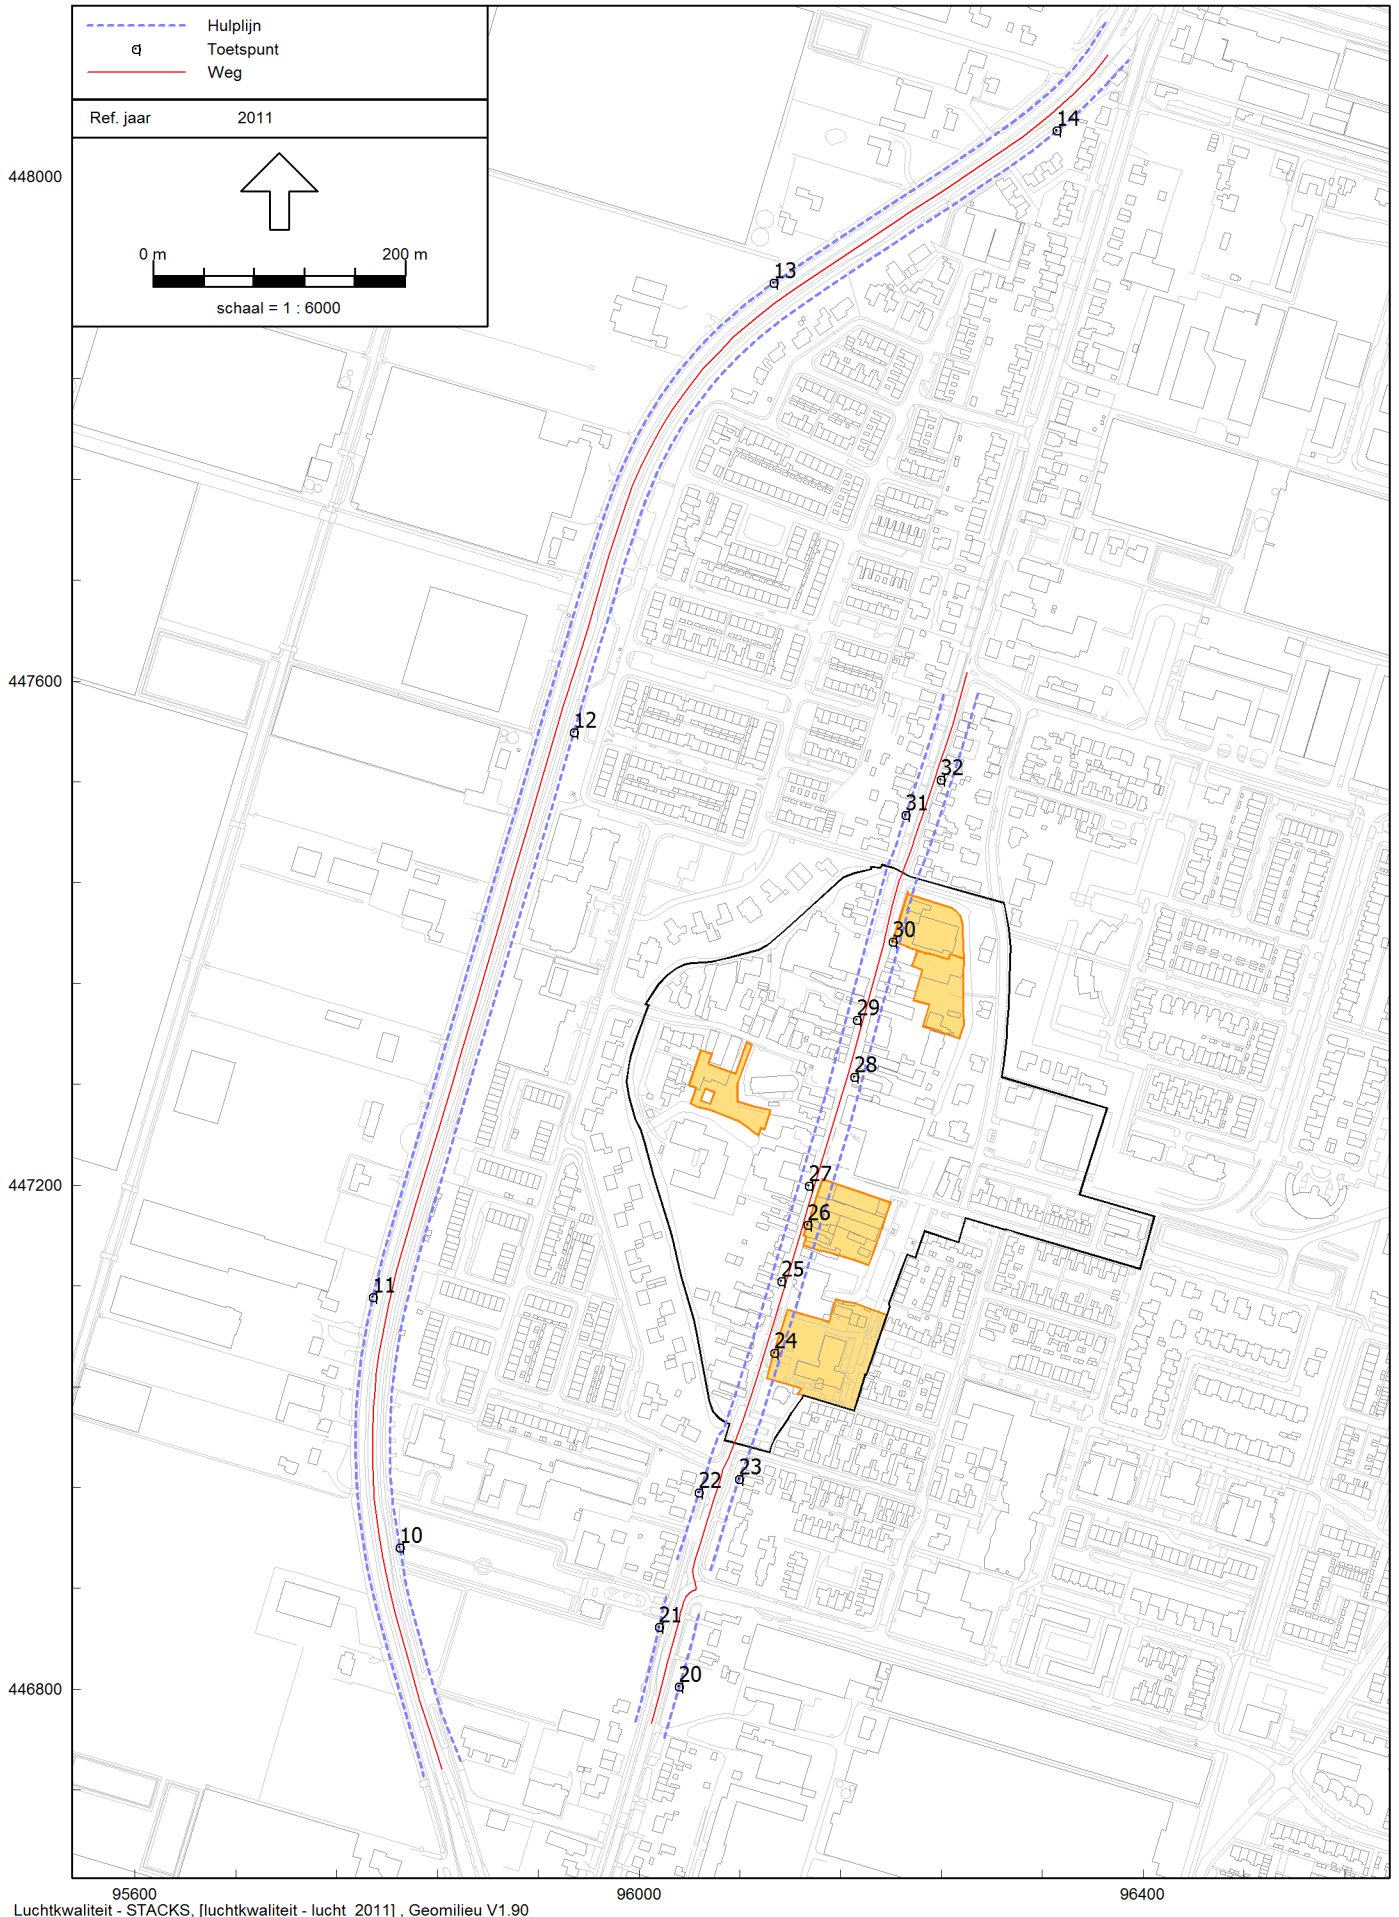 Hulplijn
Toetspunt
Weg
Ref. jaar 2011
0 m 200 m
schaal = 1 : 6000
448000
447600
447200
446800
14
13
12
32
31
30
29
28
27
26
11
25
24
23
22
10
21
20
95600 96000 96400
Luchtkwaliteit - STACKS, [luchtkwaliteit - lucht 2011] , Geomilieu V1.90